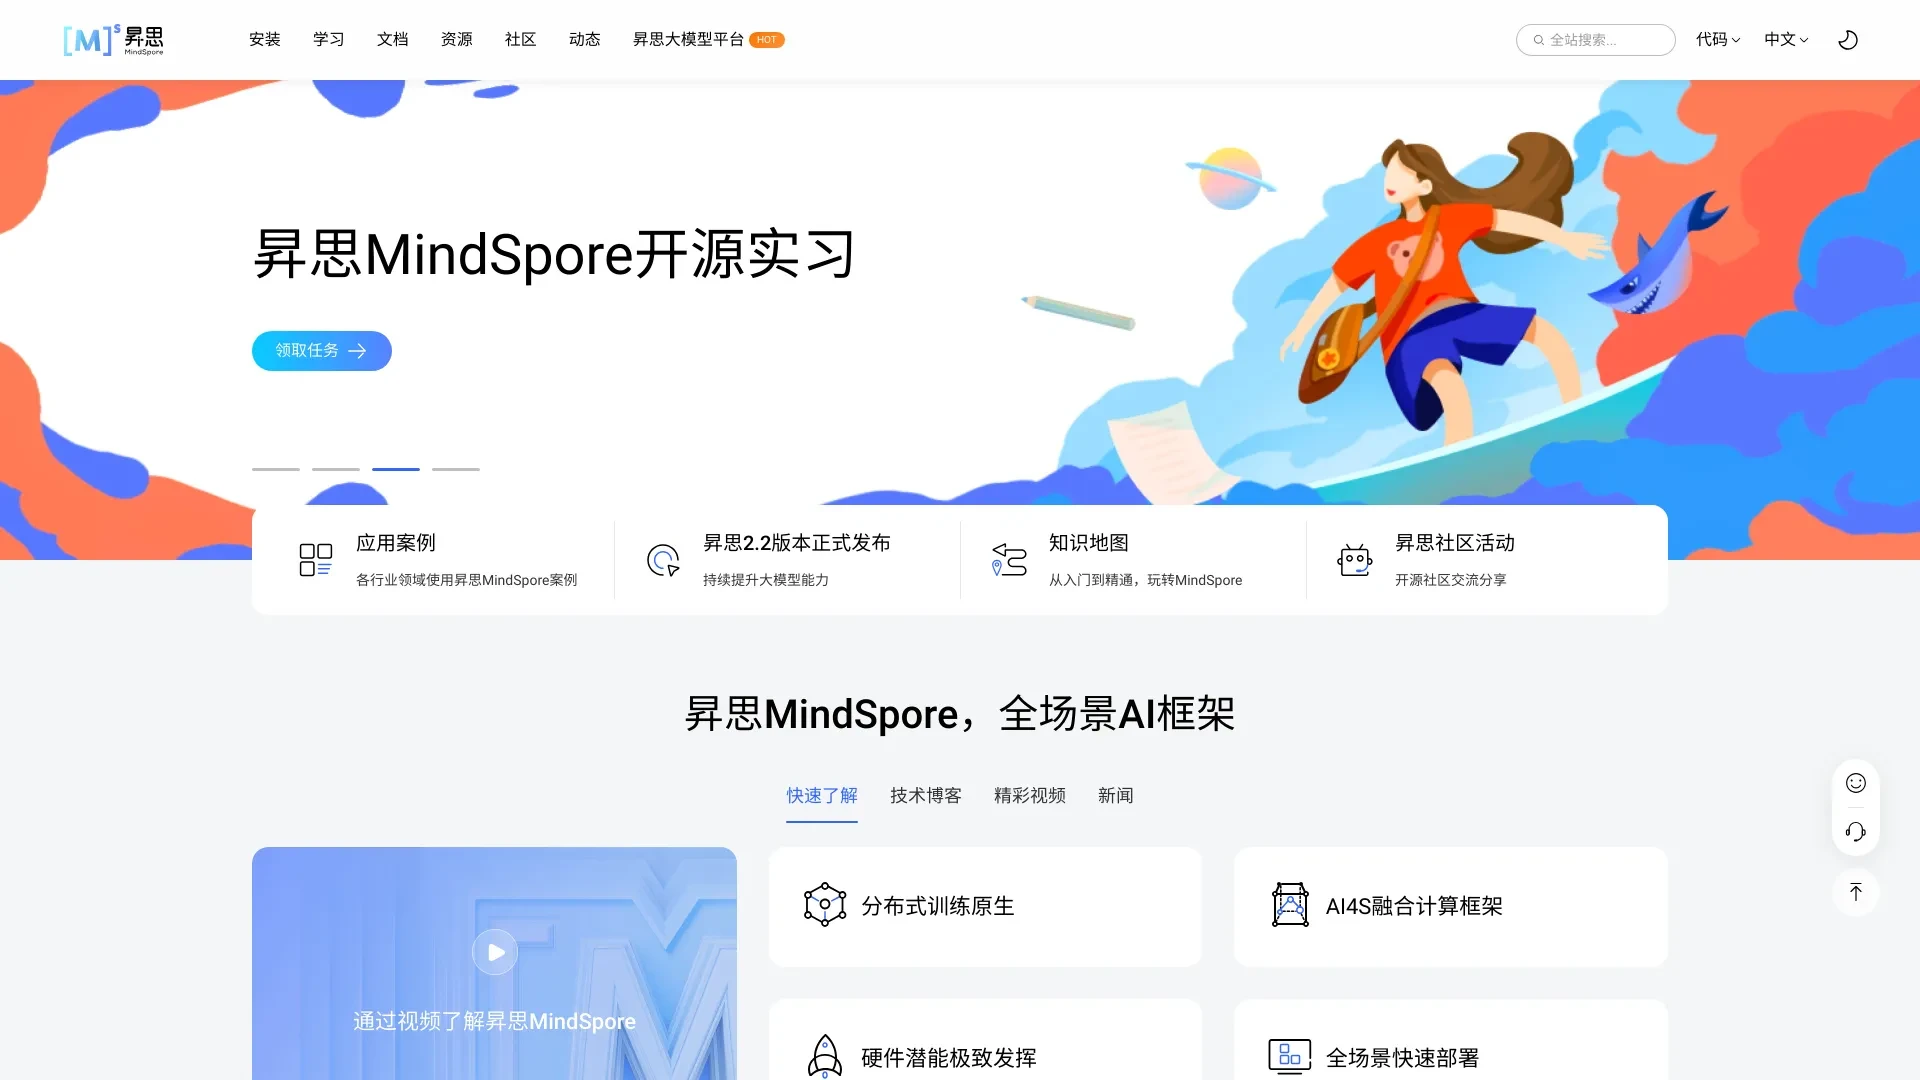 [M]s 昇思
MindSpore
安装 学习 文档 资源 社区 动态 昇思大模型平台 HOT
全站搜索... 代码 中文
昇思MindSpore开源实习
领取任务
应用案例
各行业领域使用昇思MindSpore案例
昇思2.2版本正式发布
持续提升大模型能力
知识地图
从入门到精通，玩转MindSpore
昇思社区活动
开源社区交流分享
昇思MindSpore，全场景AI框架
快速了解 技术博客 精彩视频 新闻
通过视频了解昇思MindSpore
分布式训练原生
AI4S融合计算框架
硬件潜能极致发挥
全场景快速部署